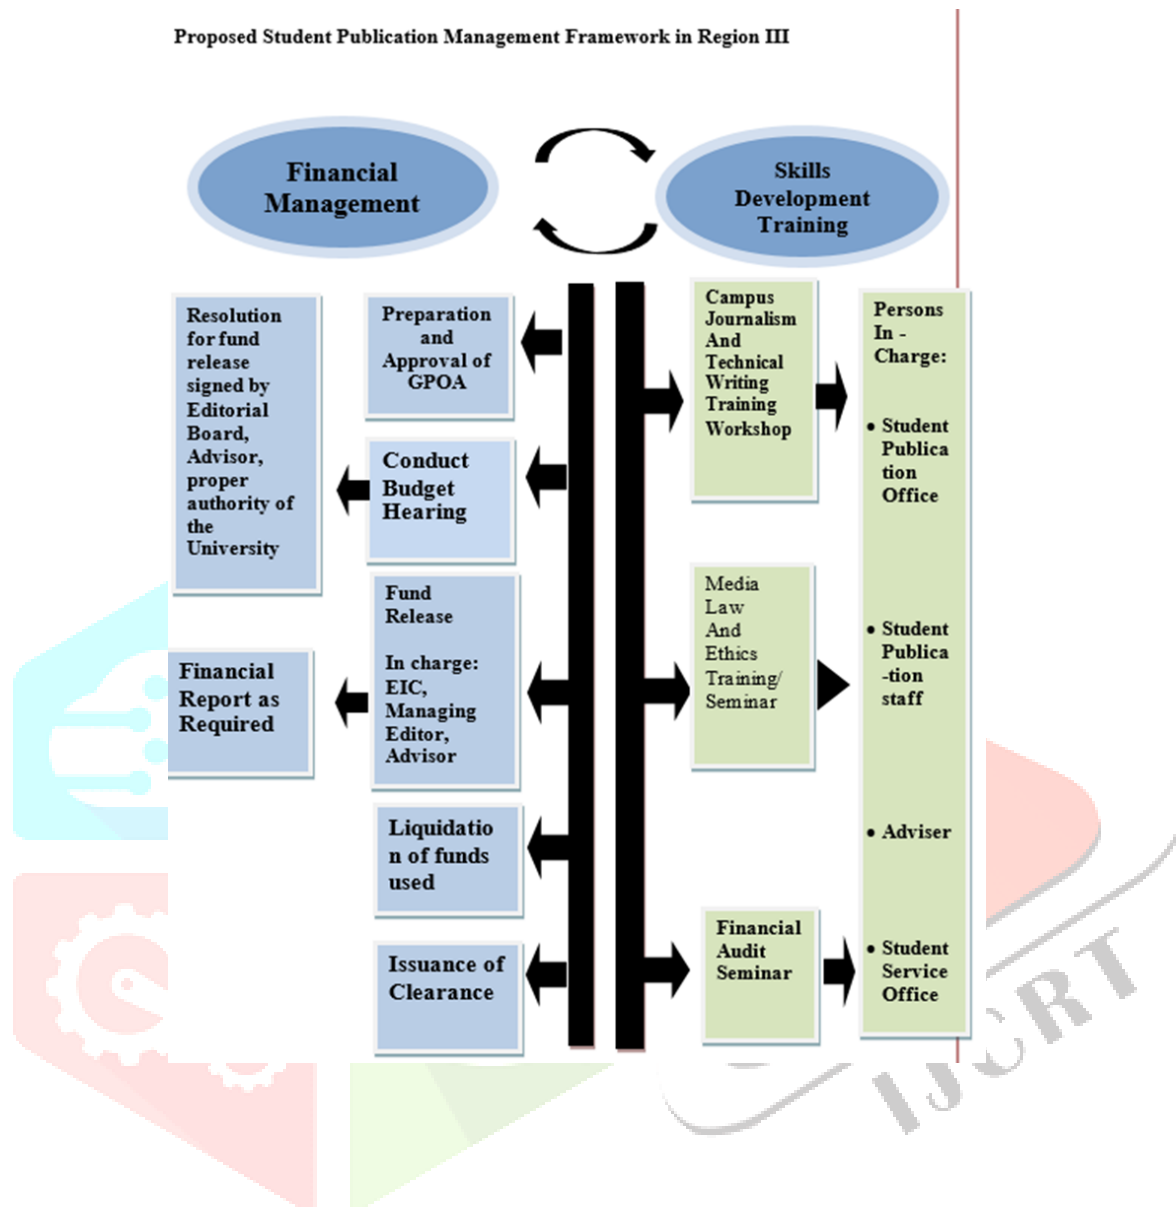 Proposed Student Publication Management Framework in Region III
Financial
Management
Skills
Development
Training
Resolution
for fund
release
signed by
Editorial
Board,
Advisor,
proper
authority of
the
University
Preparation
and
Approval of
GPOA
Conduct
Budget
Hearing
Fund
Release
In charge:
EIC,
Managing
Editor,
Advisor
Financial
Report as
Required
Liquidatio
n of funds
used
Issuance of
Clearance
Campus
Journalism
And
Technical
Writing
Training
Workshop
Media
Law
And
Ethics
Training/
Seminar
Financial
Audit
Seminar
Persons
In -
Charge:
• Student
Publica
tion
Office
• Student
Publica
-tion
staff
• Adviser
• Student
Service
Office
IJCRT